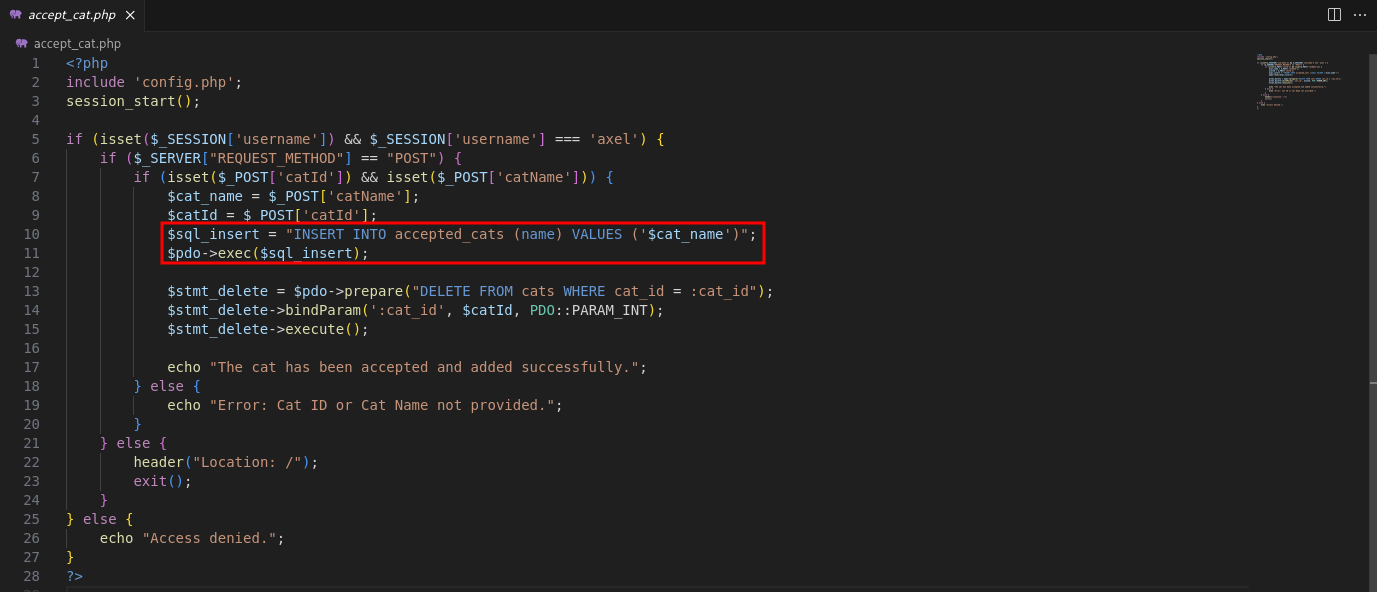 accept_cat.php
accept_cat.php
1 <?php
2 include 'config.php';
3 session_start();
4
5 if (isset($_SESSION['username']) && $_SESSION['username'] === 'axel') {
6     if ($_SERVER["REQUEST_METHOD"] == "POST") {
7         if (isset($_POST['catId']) && isset($_POST['catName'])) {
8             $cat_name = $_POST['catName'];
9             $catId = $_POST['catId'];
10             $sql_insert = "INSERT INTO accepted_cats (name) VALUES ('$cat_name')";
11             $pdo->exec($sql_insert);
12
13             $stmt_delete = $pdo->prepare("DELETE FROM cats WHERE cat_id = :cat_id");
14             $stmt_delete->bindParam(':cat_id', $catId, PDO::PARAM_INT);
15             $stmt_delete->execute();
16
17             echo "The cat has been accepted and added successfully.";
18         } else {
19             echo "Error: Cat ID or Cat Name not provided.";
20         }
21     } else {
22         header("Location: /");
23         exit();
24     }
25 } else {
26     echo "Access denied.";
27 }
28 ?>